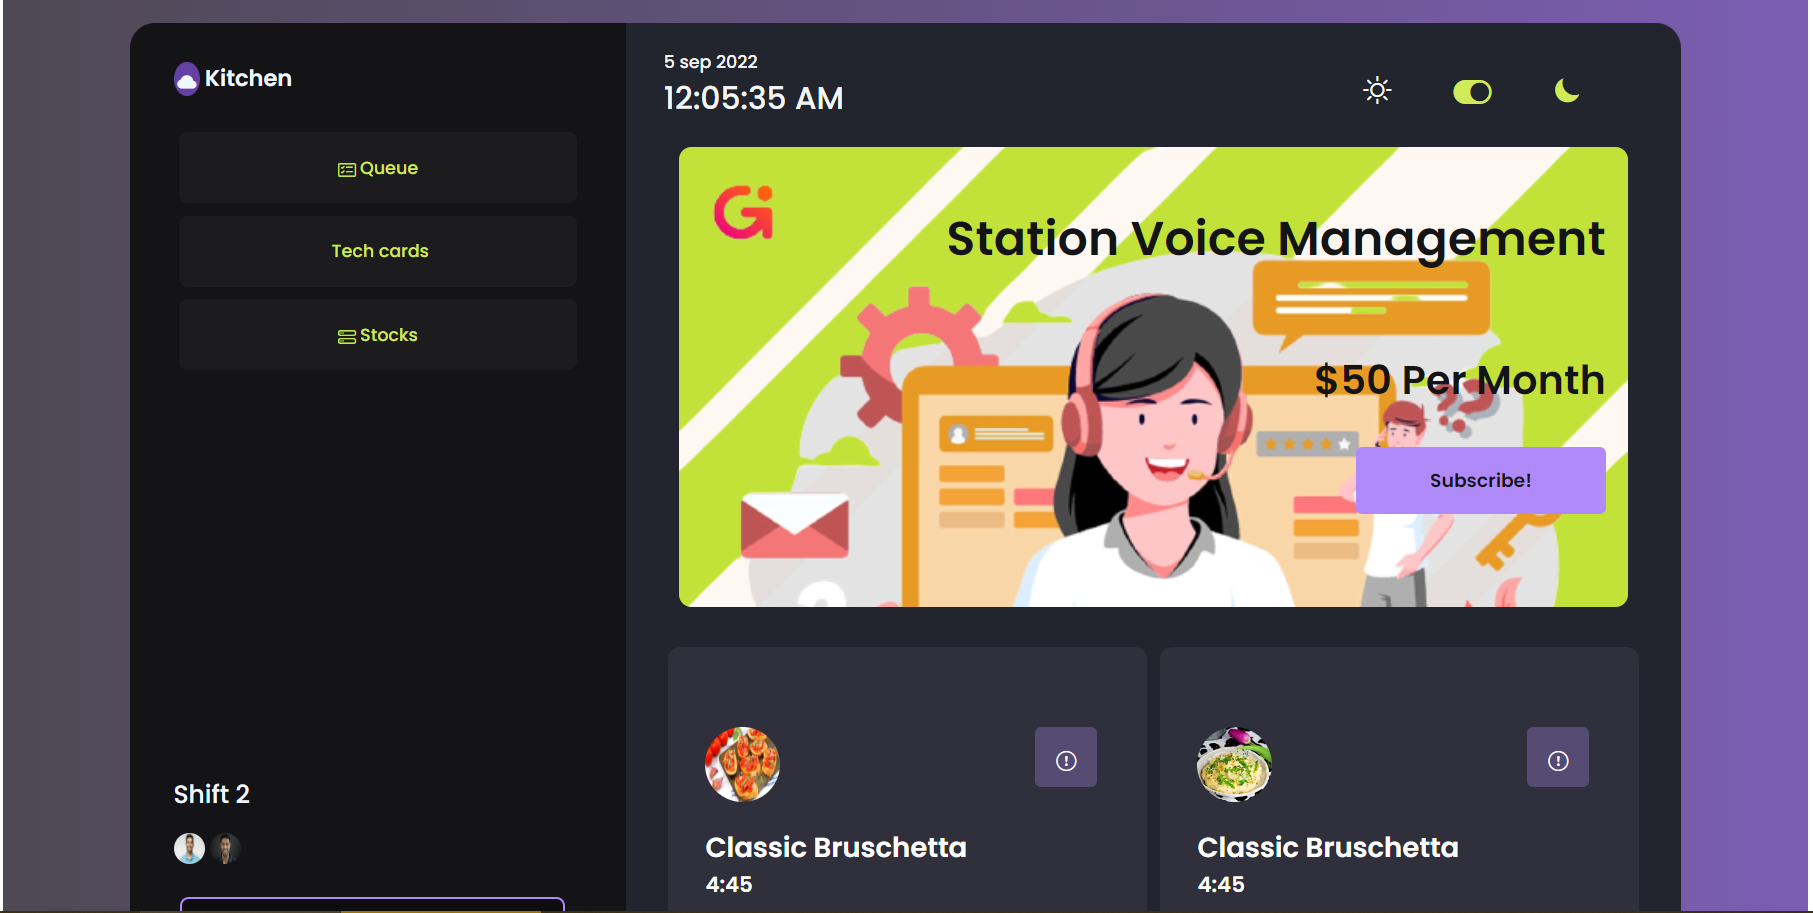 Kitchen
Queue
Tech cards
Stocks
Shift 2
5 sep 2022
12:05:35 AM
Station Voice Management
$50 Per Month
Subscribe!
Classic Bruschetta
4:45
Classic Bruschetta
4:45